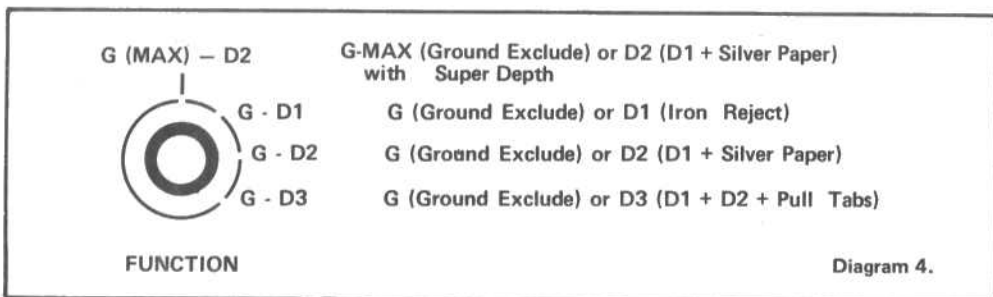 G (MAX) – D2 G-MAX (Ground Exclude) or D2 (D1 + Silver Paper)
with Super Depth
G - D1 G (Ground Exclude) or D1 (Iron Reject)
G - D2 G (Ground Exclude) or D2 (D1 + Silver Paper)
G - D3 G (Ground Exclude) or D3 (D1 + D2 + Pull Tabs)
FUNCTION Diagram 4.